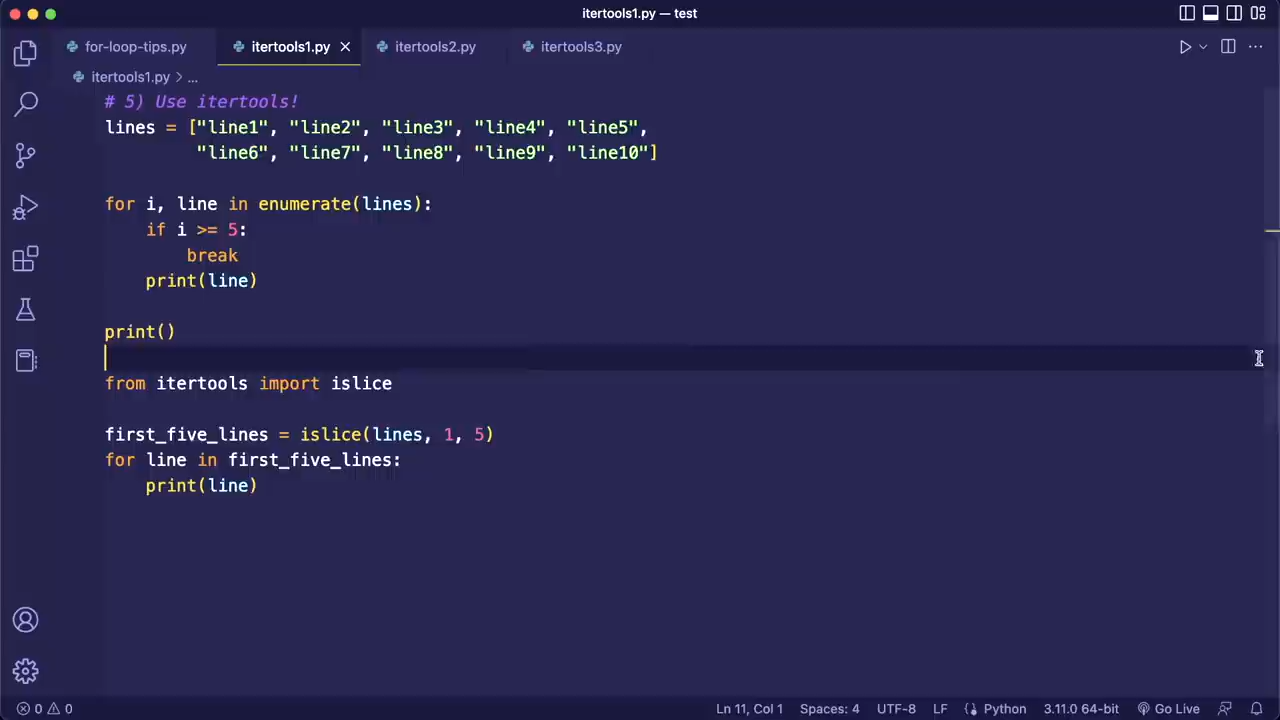 itertools1.py — test
for-loop-tips.py itertools1.py itertools2.py itertools3.py
itertools1.py > ...
# 5) Use itertools!
lines = ["line1", "line2", "line3", "line4", "line5",
"line6", "line7", "line8", "line9", "line10"]
for i, line in enumerate(lines):
if i >= 5:
break
print(line)
print()
from itertools import islice
first_five_lines = islice(lines, 1, 5)
for line in first_five_lines:
print(line)
0 0 Ln 11, Col 1 Spaces: 4 UTF-8 LF Python 3.11.0 64-bit Go Live